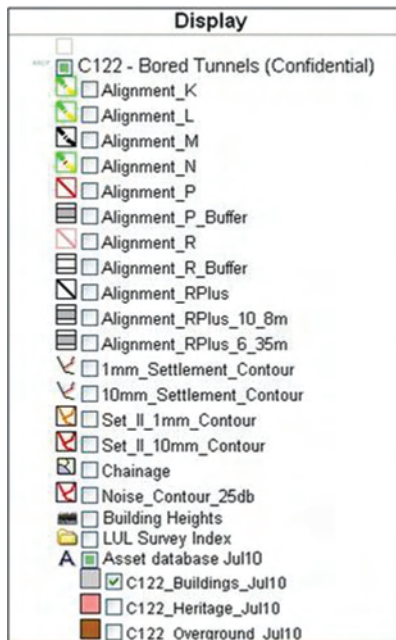 Display
C122 - Bored Tunnels (Confidential)
Alignment_K
Alignment_L
Alignment_M
Alignment_N
Alignment_P
Alignment_P_Buffer
Alignment_R
Alignment_R_Buffer
Alignment_RPlus
Alignment_RPlus_10_8m
Alignment_RPlus_6_35m
1mm_Settlement_Contour
10mm_Settlement_Contour
Set_II_1mm_Contour
Set_II_10mm_Contour
Chainage
Noise_Contour_25db
Building Heights
LUL Survey Index
A Asset database Jul10
C122_Buildings_Jul10
C122_Heritage_Jul10
C122_Overground_Jul10